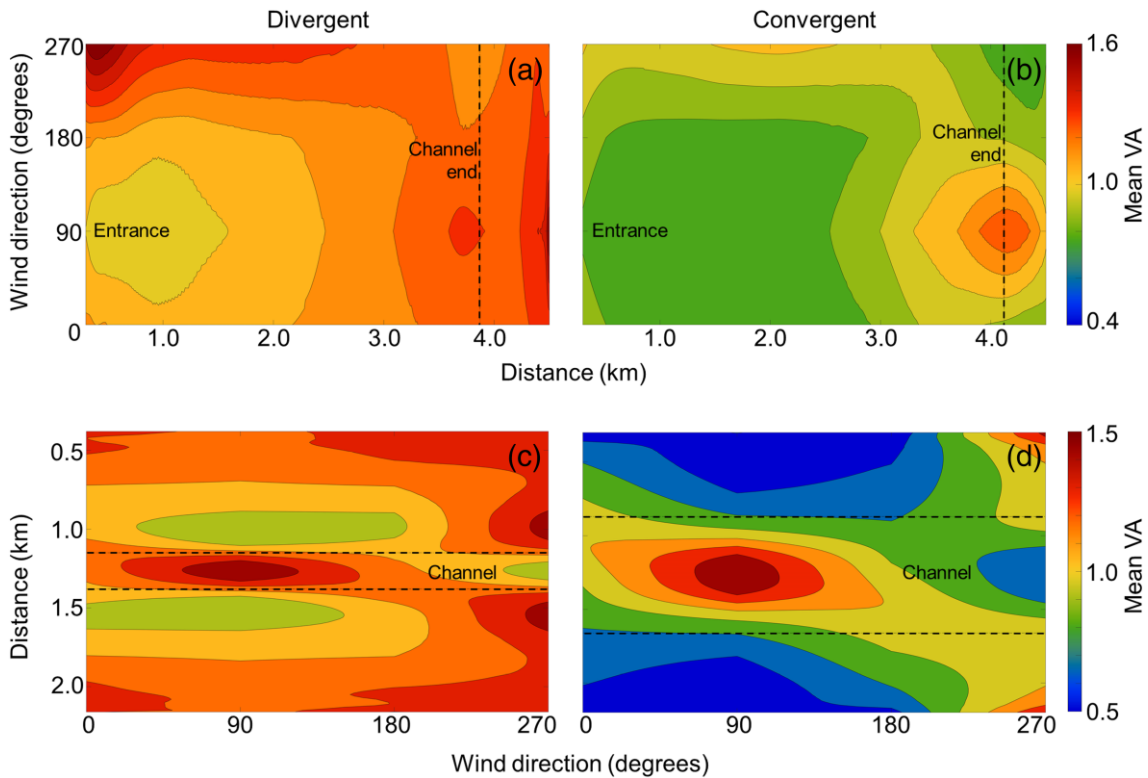 Divergent
Convergent
Wind direction (degrees)
270
180
90
0
(a)
Entrance
Channel
end
1.0
2.0
3.0
4.0
(b)
Entrance
Channel
end
1.0
2.0
3.0
4.0
1.6
1.0
0.4
Mean VA
Distance (km)
Distance (km)
0.5
1.0
1.5
2.0
(c)
Channel
0
90
180
270
(d)
Channel
0
90
180
270
1.5
1.0
0.5
Mean VA
Wind direction (degrees)